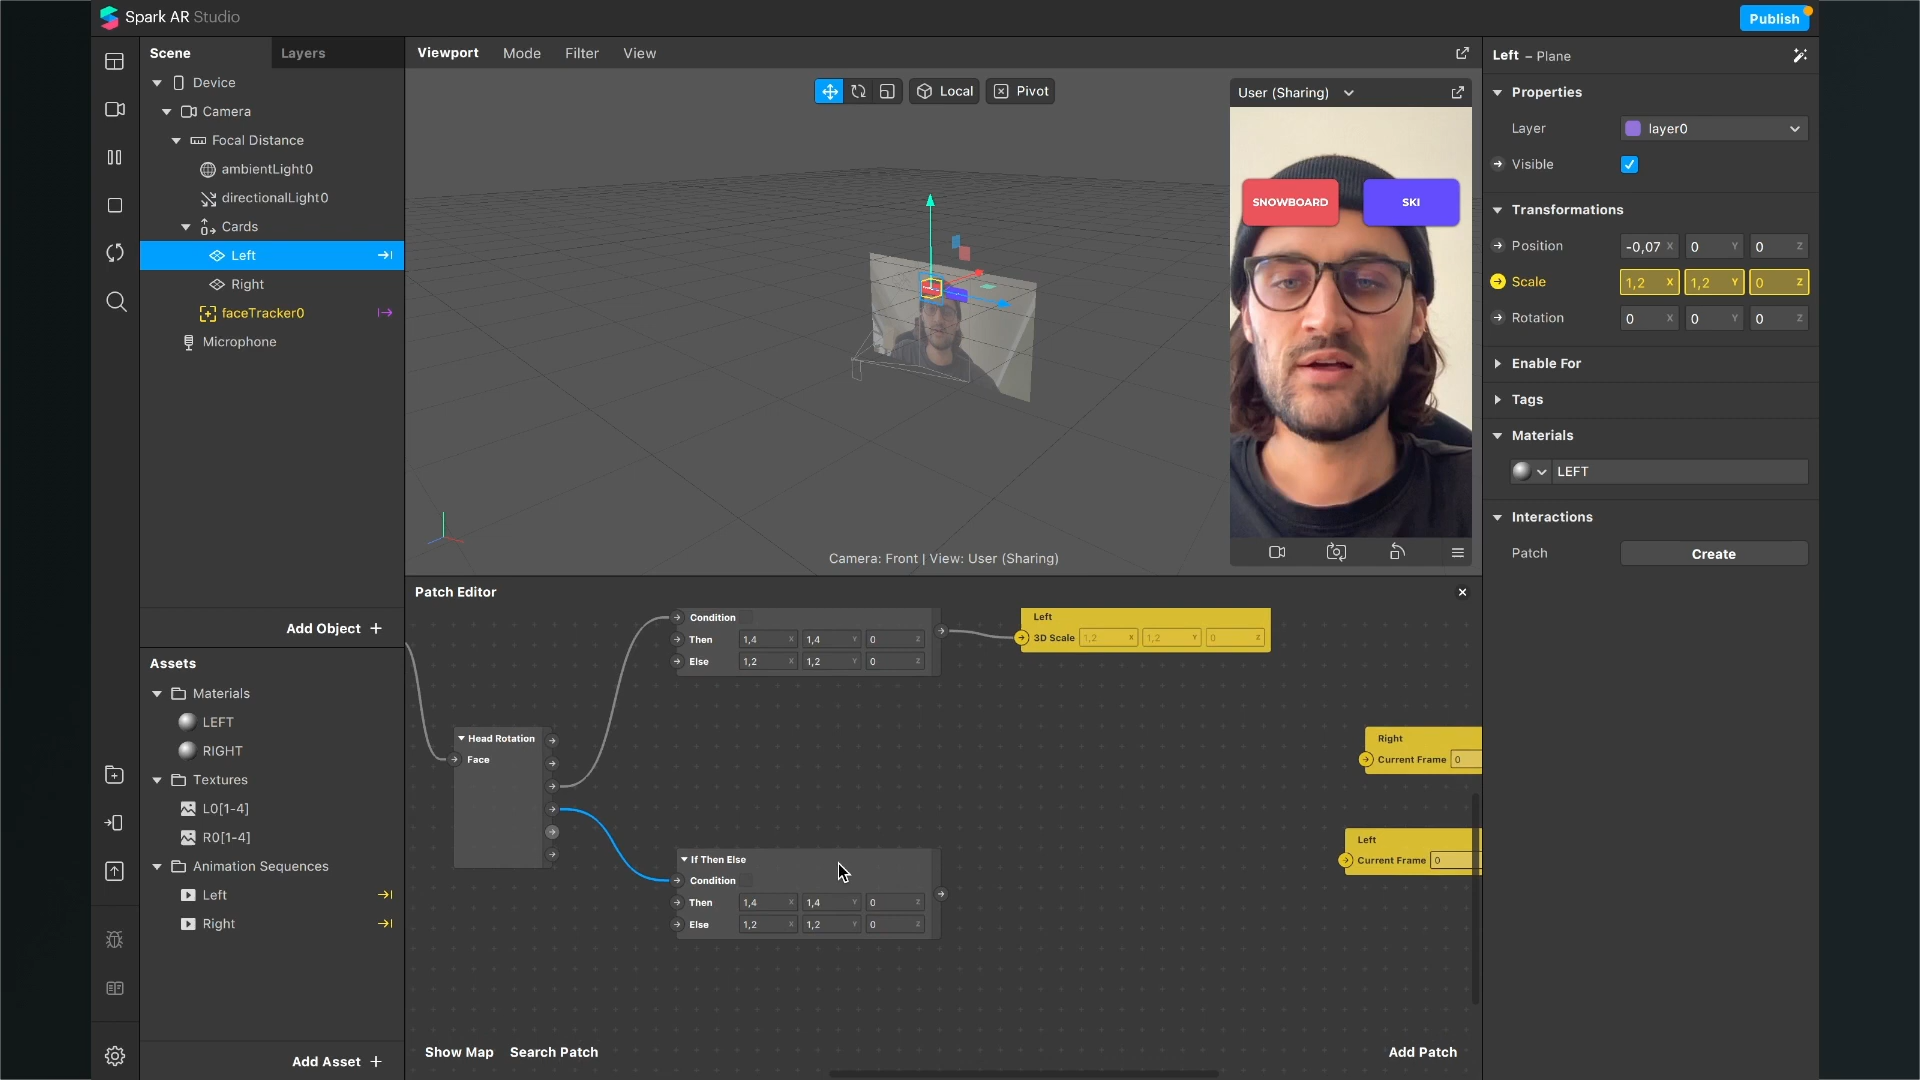 Spark AR Studio
Publish
Scene
Layers
Device
Camera
Focal Distance
ambientLight0
directionalLight0
Cards
Left
Right
faceTracker0
Microphone
Add Object +
Assets
Materials
LEFT
RIGHT
Textures
L0[1-4]
R0[1-4]
Animation Sequences
Left
Right
Add Asset +
Viewport Mode Filter View
Local
Pivot
User (Sharing)
SNOWBOARD
SKI
Camera: Front | View: User (Sharing)
Patch Editor
Condition
Then 1,4 X 1,4 Y 0 Z
Else 1,2 X 1,2 Y 0 Z
Left
3D Scale 1,2 X 1,2 Y 0 Z
Head Rotation
Face
Right
Current Frame 0
Left
Current Frame 0
If Then Else
Condition
Then 1,4 X 1,4 Y 0 Z
Else 1,2 X 1,2 Y 0 Z
Show Map Search Patch
Add Patch
Left – Plane
Properties
Layer layer0
Visible
Transformations
Position -0,07 X 0 Y 0 Z
Scale 1,2 X 1,2 Y 0 Z
Rotation 0 X 0 Y 0 Z
Enable For
Tags
Materials
LEFT
Interactions
Patch Create